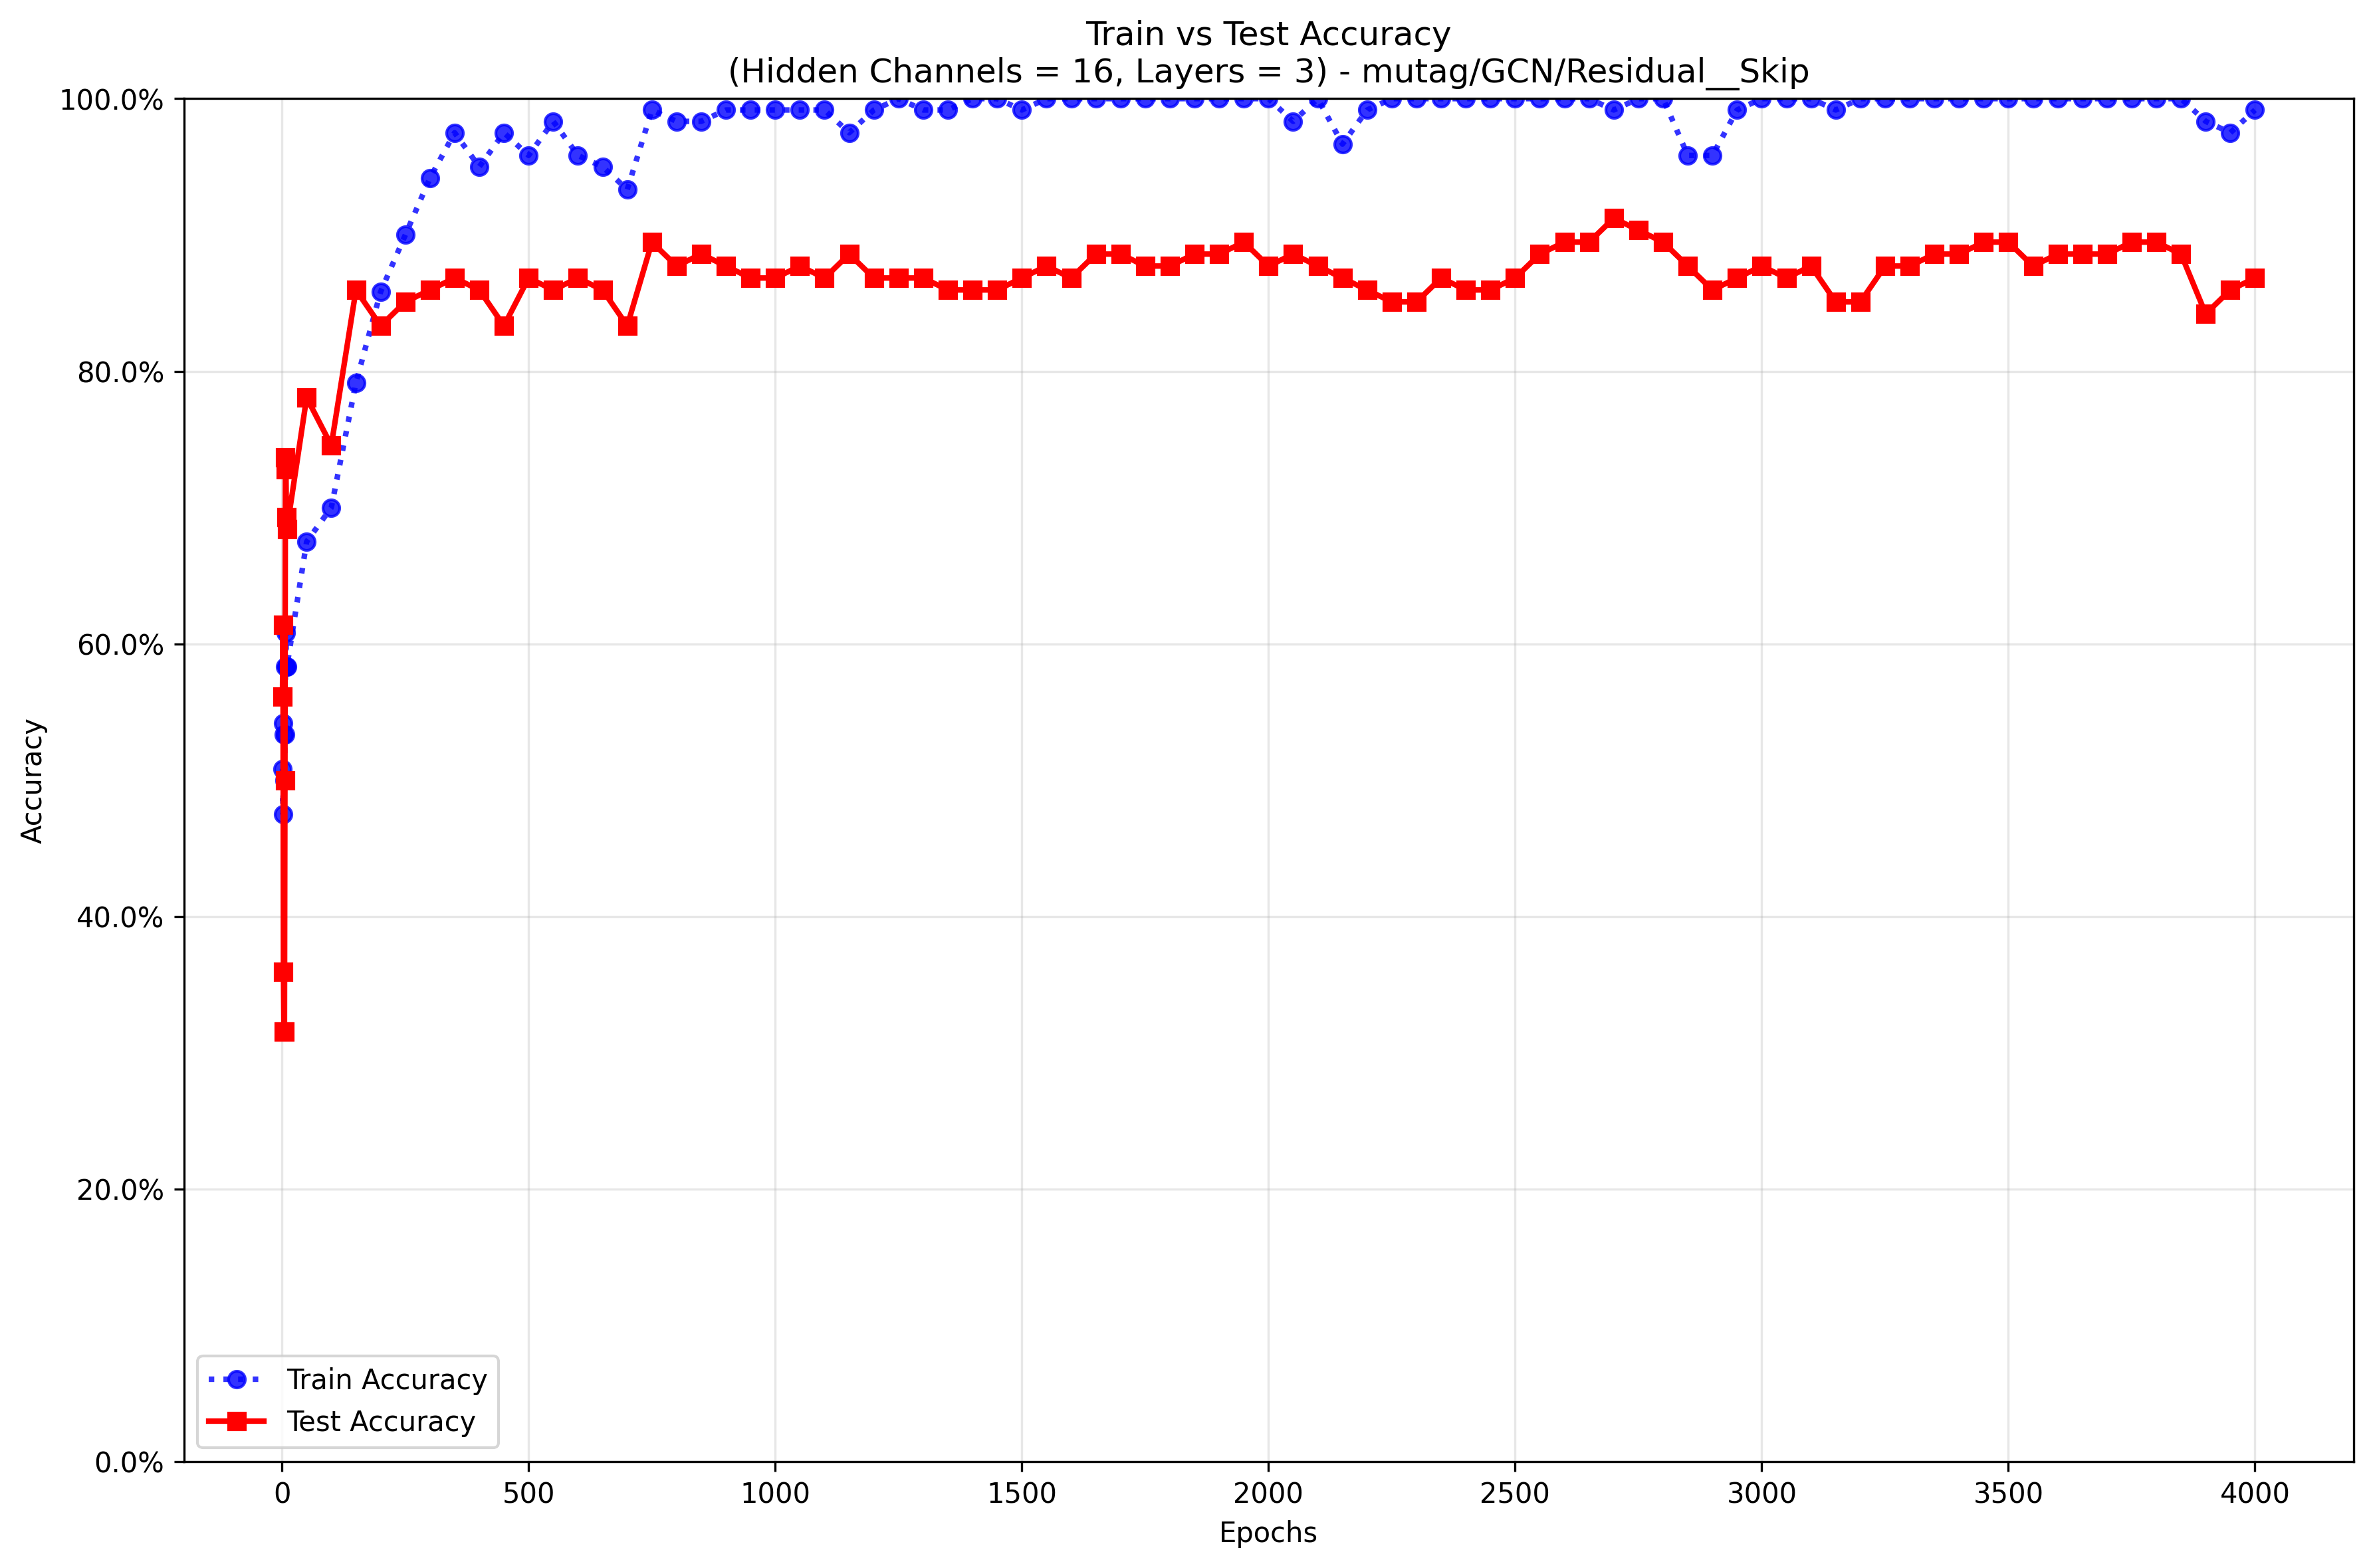 Train vs Test Accuracy
(Hidden Channels = 16, Layers = 3) - mutag/GCN/Residual__Skip
100.0%
80.0%
60.0%
40.0%
20.0%
0.0%
Accuracy
Train Accuracy
Test Accuracy
0 500 1000 1500 2000 2500 3000 3500 4000
Epochs